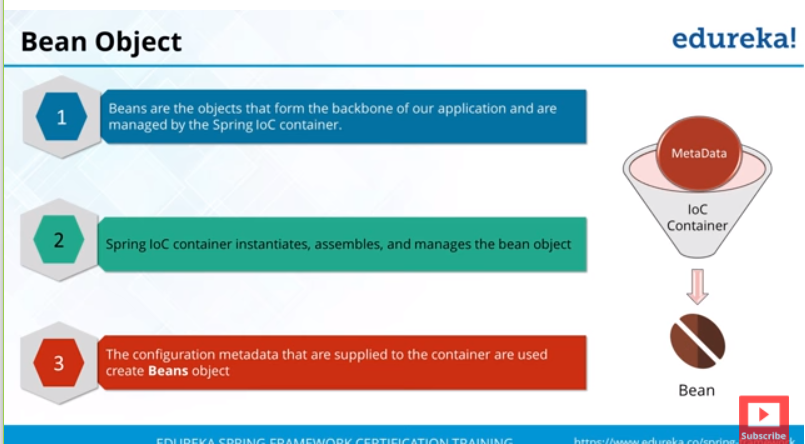 Bean Object
edureka!
1
Beans are the objects that form the backbone of our application and are
managed by the Spring IoC container.
2
Spring IoC container instantiates, assembles, and manages the bean object
3
The configuration metadata that are supplied to the container are used
create Beans object
MetaData
IoC
Container
Bean
Subscribe
EDUREKA SPRING FRAMEWORK CERTIFICATION TRAINING
https://www.edureka.co/spring-